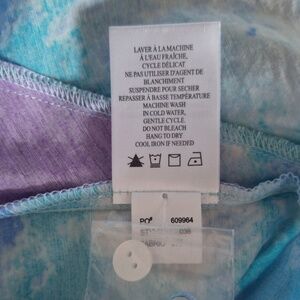 LAVER À LA MACHINE
À L'EAU FRAÎCHE,
CYCLE DÉLICAT
NE PAS UTILISER D'AGENT DE
BLANCHIMENT
SUSPENDRE POUR SÉCHER
REPASSER À BASSE TEMPÉRATURE
MACHINE WASH
IN COLD WATER,
GENTLE CYCLE.
DO NOT BLEACH
HANG TO DRY
COOL IRON IF NEEDED
PO# 609964